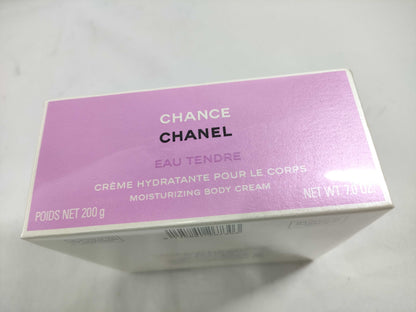 CHANCE
CHANEL
EAU TENDRE
CRÈME HYDRATANTE POUR LE CORPS
MOISTURIZING BODY CREAM
POIDS NET 200 g
NET WT. 7.0 OZ.